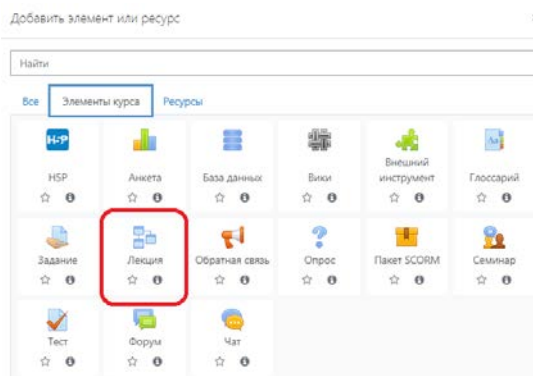 Добавить элемент или ресурс
Найти
Все Элементы курса Ресурсы
H-P
H5P Анкета База данных Вики Внешний инструмент Глоссарий
Задание Лекция Обратная связь Опрос Пакет SCORM Семинар
Тест Форум Чат